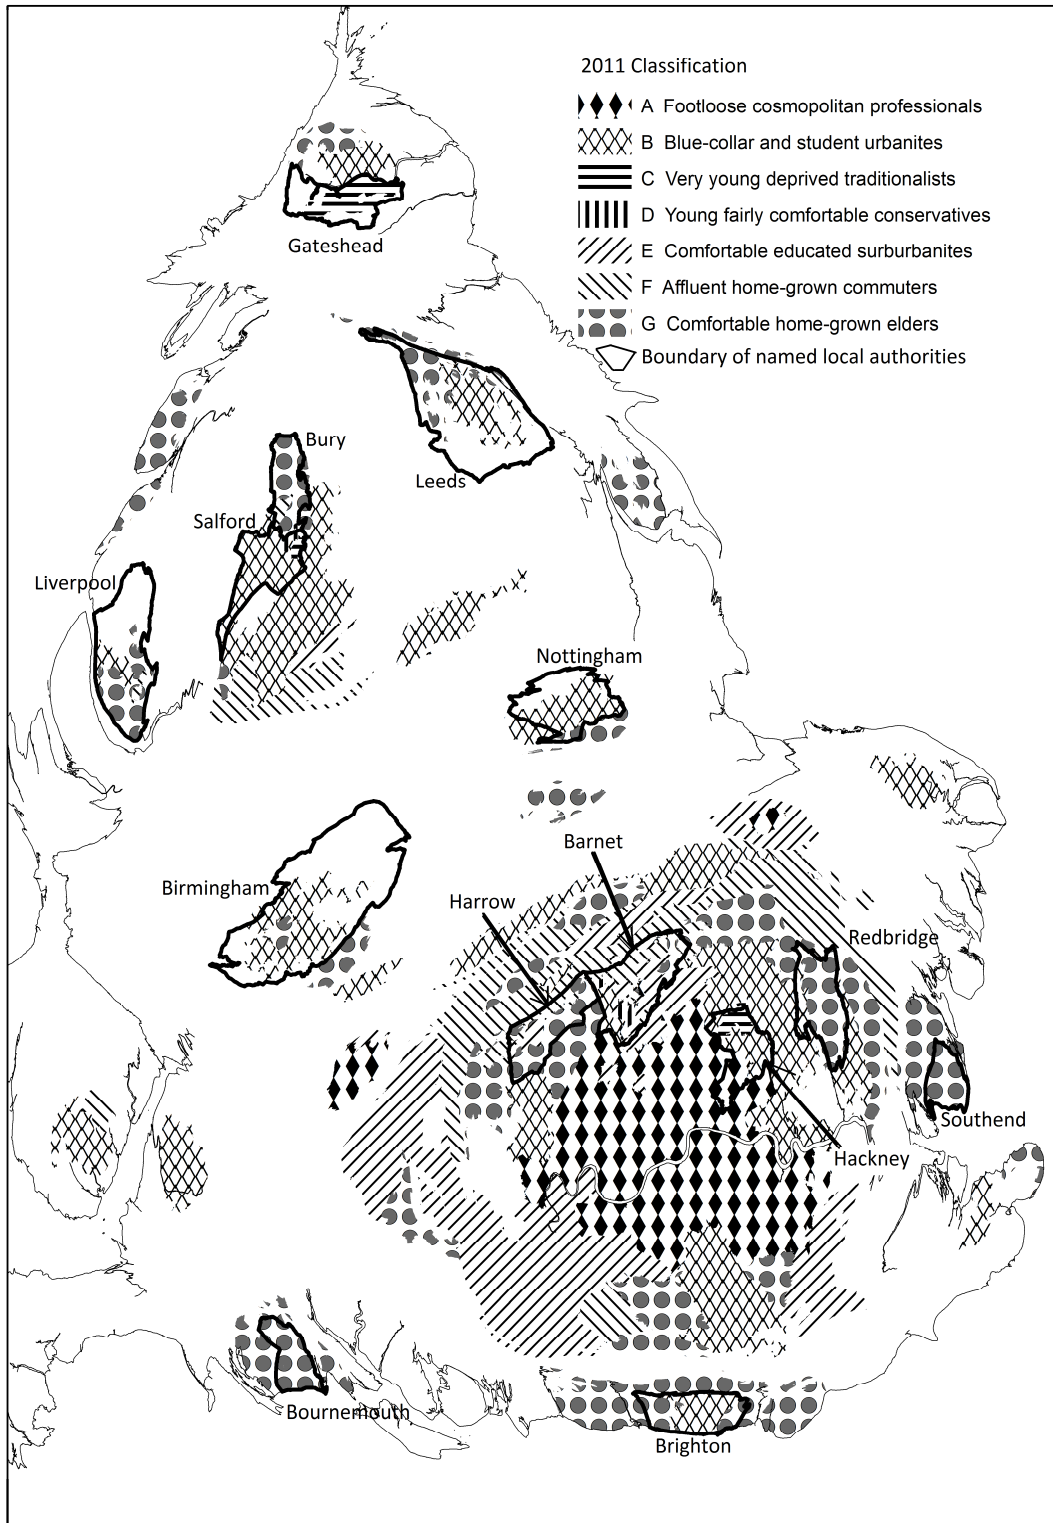 2011 Classification
A Footloose cosmopolitan professionals
B Blue-collar and student urbanites
C Very young deprived traditionalists
D Young fairly comfortable conservatives
E Comfortable educated surburbanites
F Affluent home-grown commuters
G Comfortable home-grown elders
Boundary of named local authorities
Gateshead
Bury
Leeds
Salford
Liverpool
Nottingham
Barnet
Birmingham
Harrow
Redbridge
Southend
Hackney
Bournemouth
Brighton